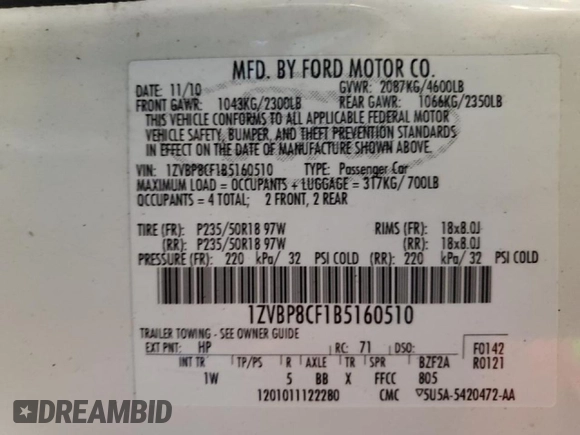 MFD. BY FORD MOTOR CO.
DATE: 11/10 GVWR: 2087KG/4600LB
FRONT GAWR: 1043KG/2300LB REAR GAWR: 1066KG/2350LB
THIS VEHICLE CONFORMS TO ALL APPLICABLE FEDERAL MOTOR
VEHICLE SAFETY, BUMPER, AND THEFT PREVENTION STANDARDS
IN EFFECT ON THE DATE OF MANUFACTURE SHOWN ABOVE.
VIN: 1ZVBP8CF1B5160510 TYPE: Passenger Car
MAXIMUM LOAD = OCCUPANTS + LUGGAGE = 317KG/700LB
OCCUPANTS = 4 TOTAL; 2 FRONT, 2 REAR
TIRE (FR): P235/50R18 97W RIMS (FR): 18x8.0J
(RR): P235/50R18 97W (RR): 18x8.0J
PRESSURE (FR): 220 kPa/ 32 PSI COLD (RR): 220 kPa/ 32 PSI COLD
1ZVBP8CF1B5160510
TRAILER TOWING - SEE OWNER GUIDE
EXT PNT: HP RC: 71 DSO: F0142
INT TR TP/PS R AXLE TR SPR BZF2A R0121
1W 5 BB X FFCC 805
1201011122280 CMC ▽5U5A-5420472-AA
DREAMBID